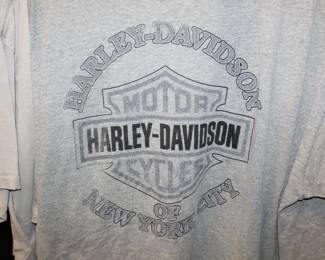 HARLEY-DAVIDSON
MOTOR
HARLEY-DAVIDSON
CYCLES
OF
NEW YORK CITY